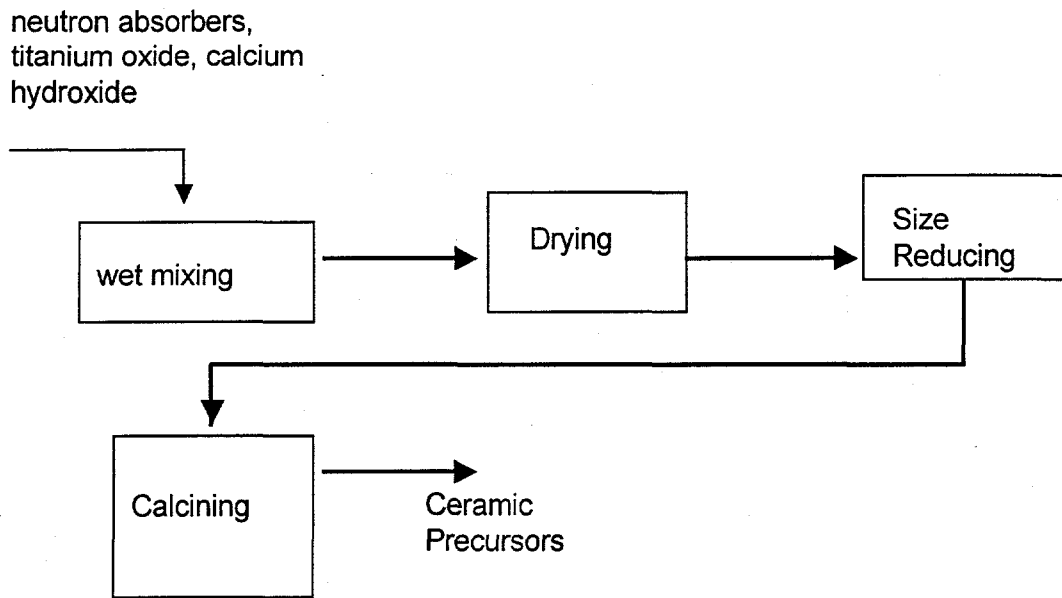 neutron absorbers,
titanium oxide, calcium
hydroxide
wet mixing
Drying
Size
Reducing
Calcining
Ceramic
Precursors